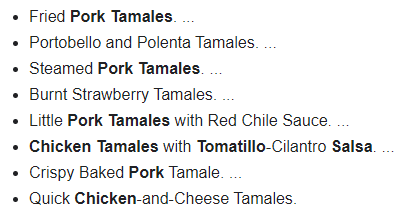 Fried Pork Tamales. ...
Portobello and Polenta Tamales. ...
Steamed Pork Tamales. ...
Burnt Strawberry Tamales. ...
Little Pork Tamales with Red Chile Sauce. ...
Chicken Tamales with Tomatillo-Cilantro Salsa. ...
Crispy Baked Pork Tamale. ...
Quick Chicken-and-Cheese Tamales.